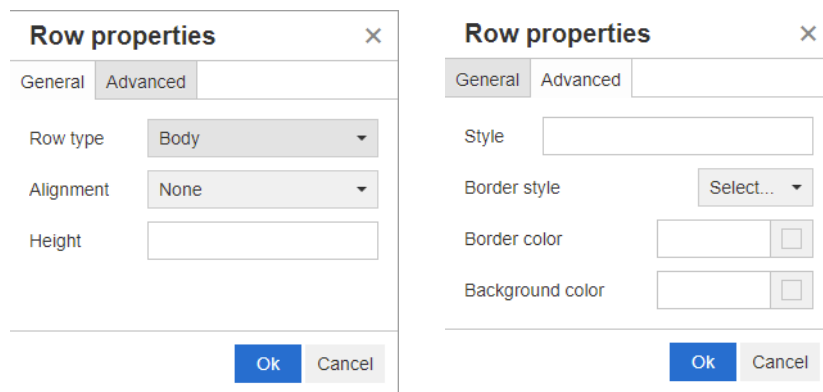 Row properties ×
General Advanced
Row type Body
Alignment None
Height
Ok Cancel
Row properties ×
General Advanced
Style
Border style Select...
Border color
Background color
Ok Cancel